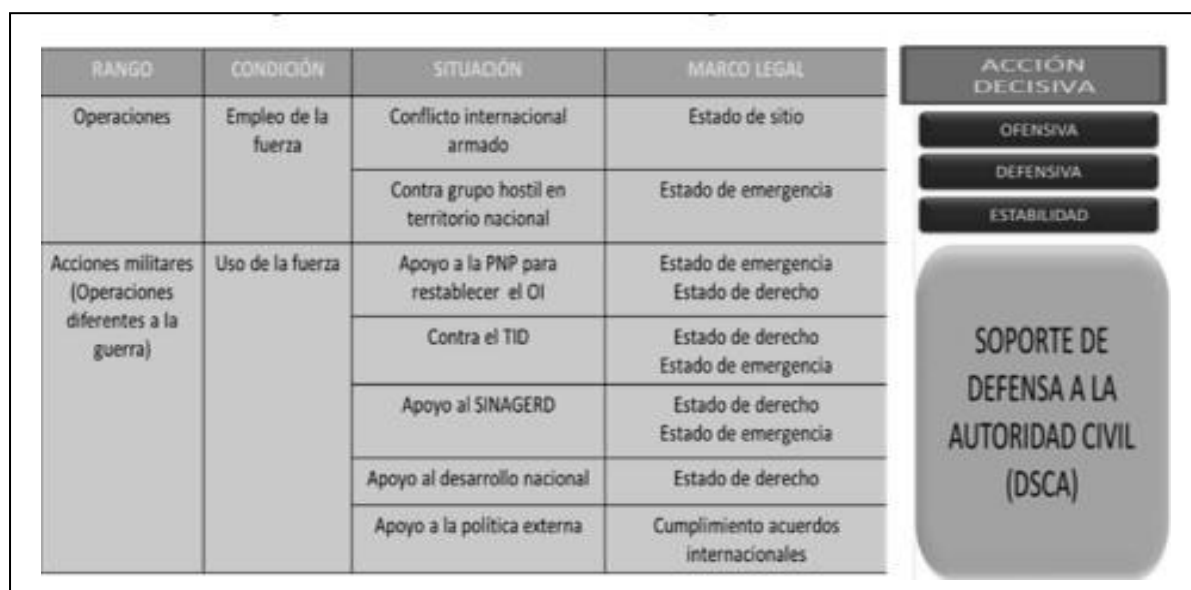 RANGO CONDICIÓN SITUACIÓN MARCO LEGAL
Operaciones
Empleo de la
fuerza
Conflicto internacional
armado
Estado de sitio
Contra grupo hostil en
territorio nacional
Estado de emergencia
Acciones militares
(Operaciones
diferentes a la
guerra)
Uso de la fuerza
Apoyo a la PNP para
restablecer el OI
Estado de emergencia
Estado de derecho
Contra el TID
Estado de derecho
Estado de emergencia
Apoyo al SINAGERD
Estado de derecho
Estado de emergencia
Apoyo al desarrollo nacional
Estado de derecho
Apoyo a la política externa
Cumplimiento acuerdos
internacionales
ACCIÓN
DECISIVA
OFENSIVA
DEFENSIVA
ESTABILIDAD
SOPORTE DE
DEFENSA A LA
AUTORIDAD CIVIL
(DSCA)